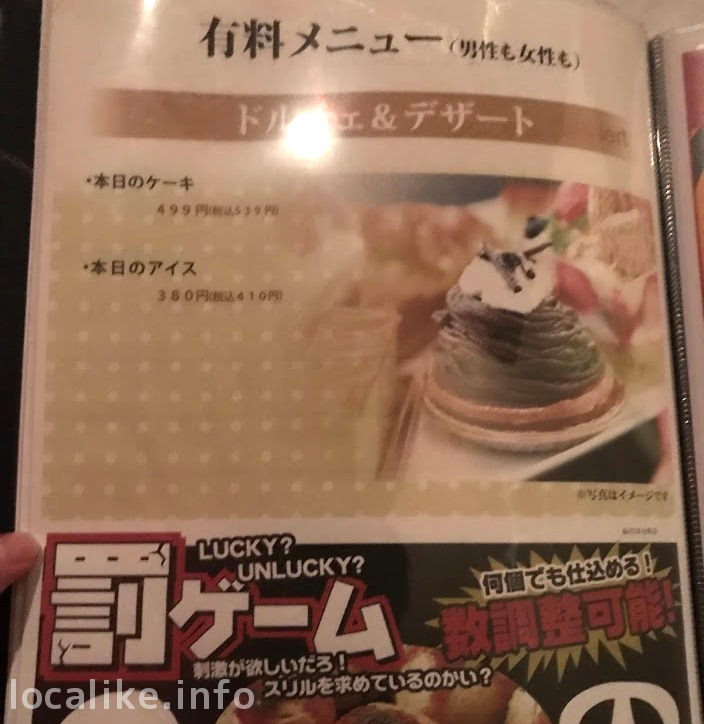 有料メニュー(男性も女性も)
ドルチェ&デザート
・本日のケーキ
499円(税込539円)
・本日のアイス
380円(税込410円)
※写真はイメージです
LUCKY?
UNLUCKY?
罰ゲーム
何個でも仕込める!
数調整可能!
刺激が欲しいだろ!
スリルを求めているのかい?
localike.info